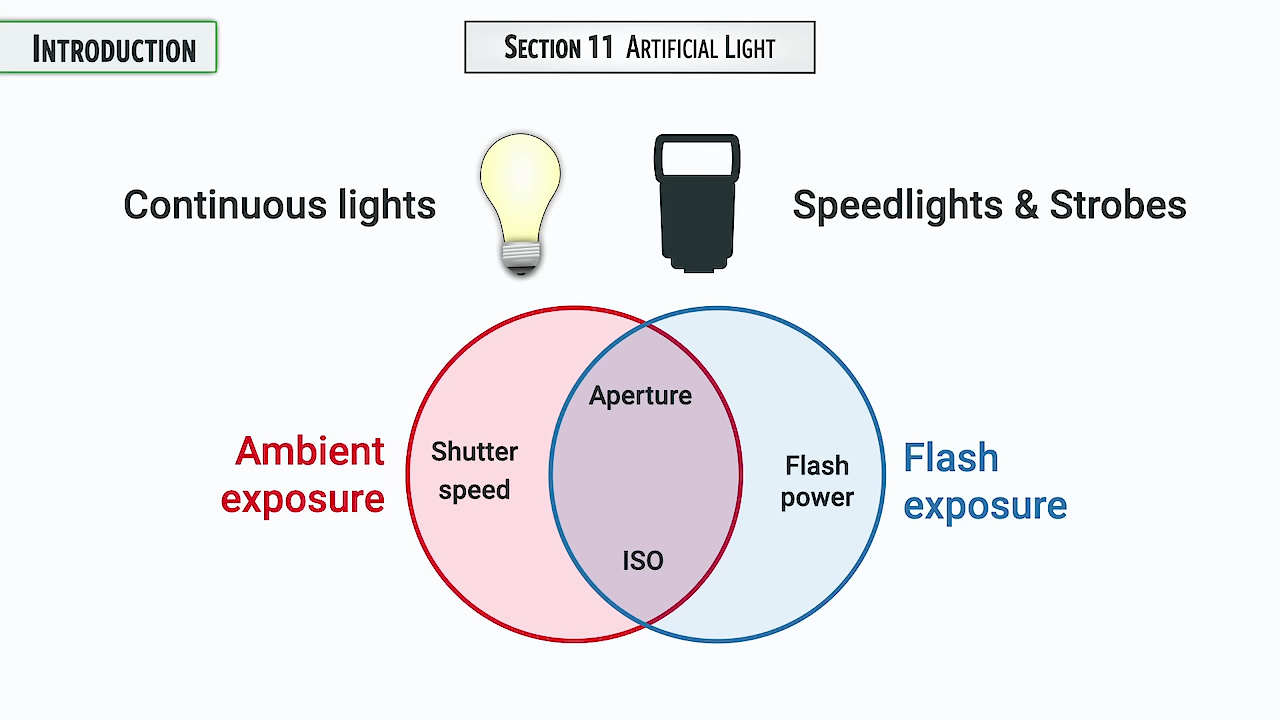 INTRODUCTION
SECTION 11 ARTIFICIAL LIGHT
Continuous lights
Speedlights & Strobes
Ambient
exposure
Shutter
speed
Aperture
ISO
Flash
power
Flash
exposure